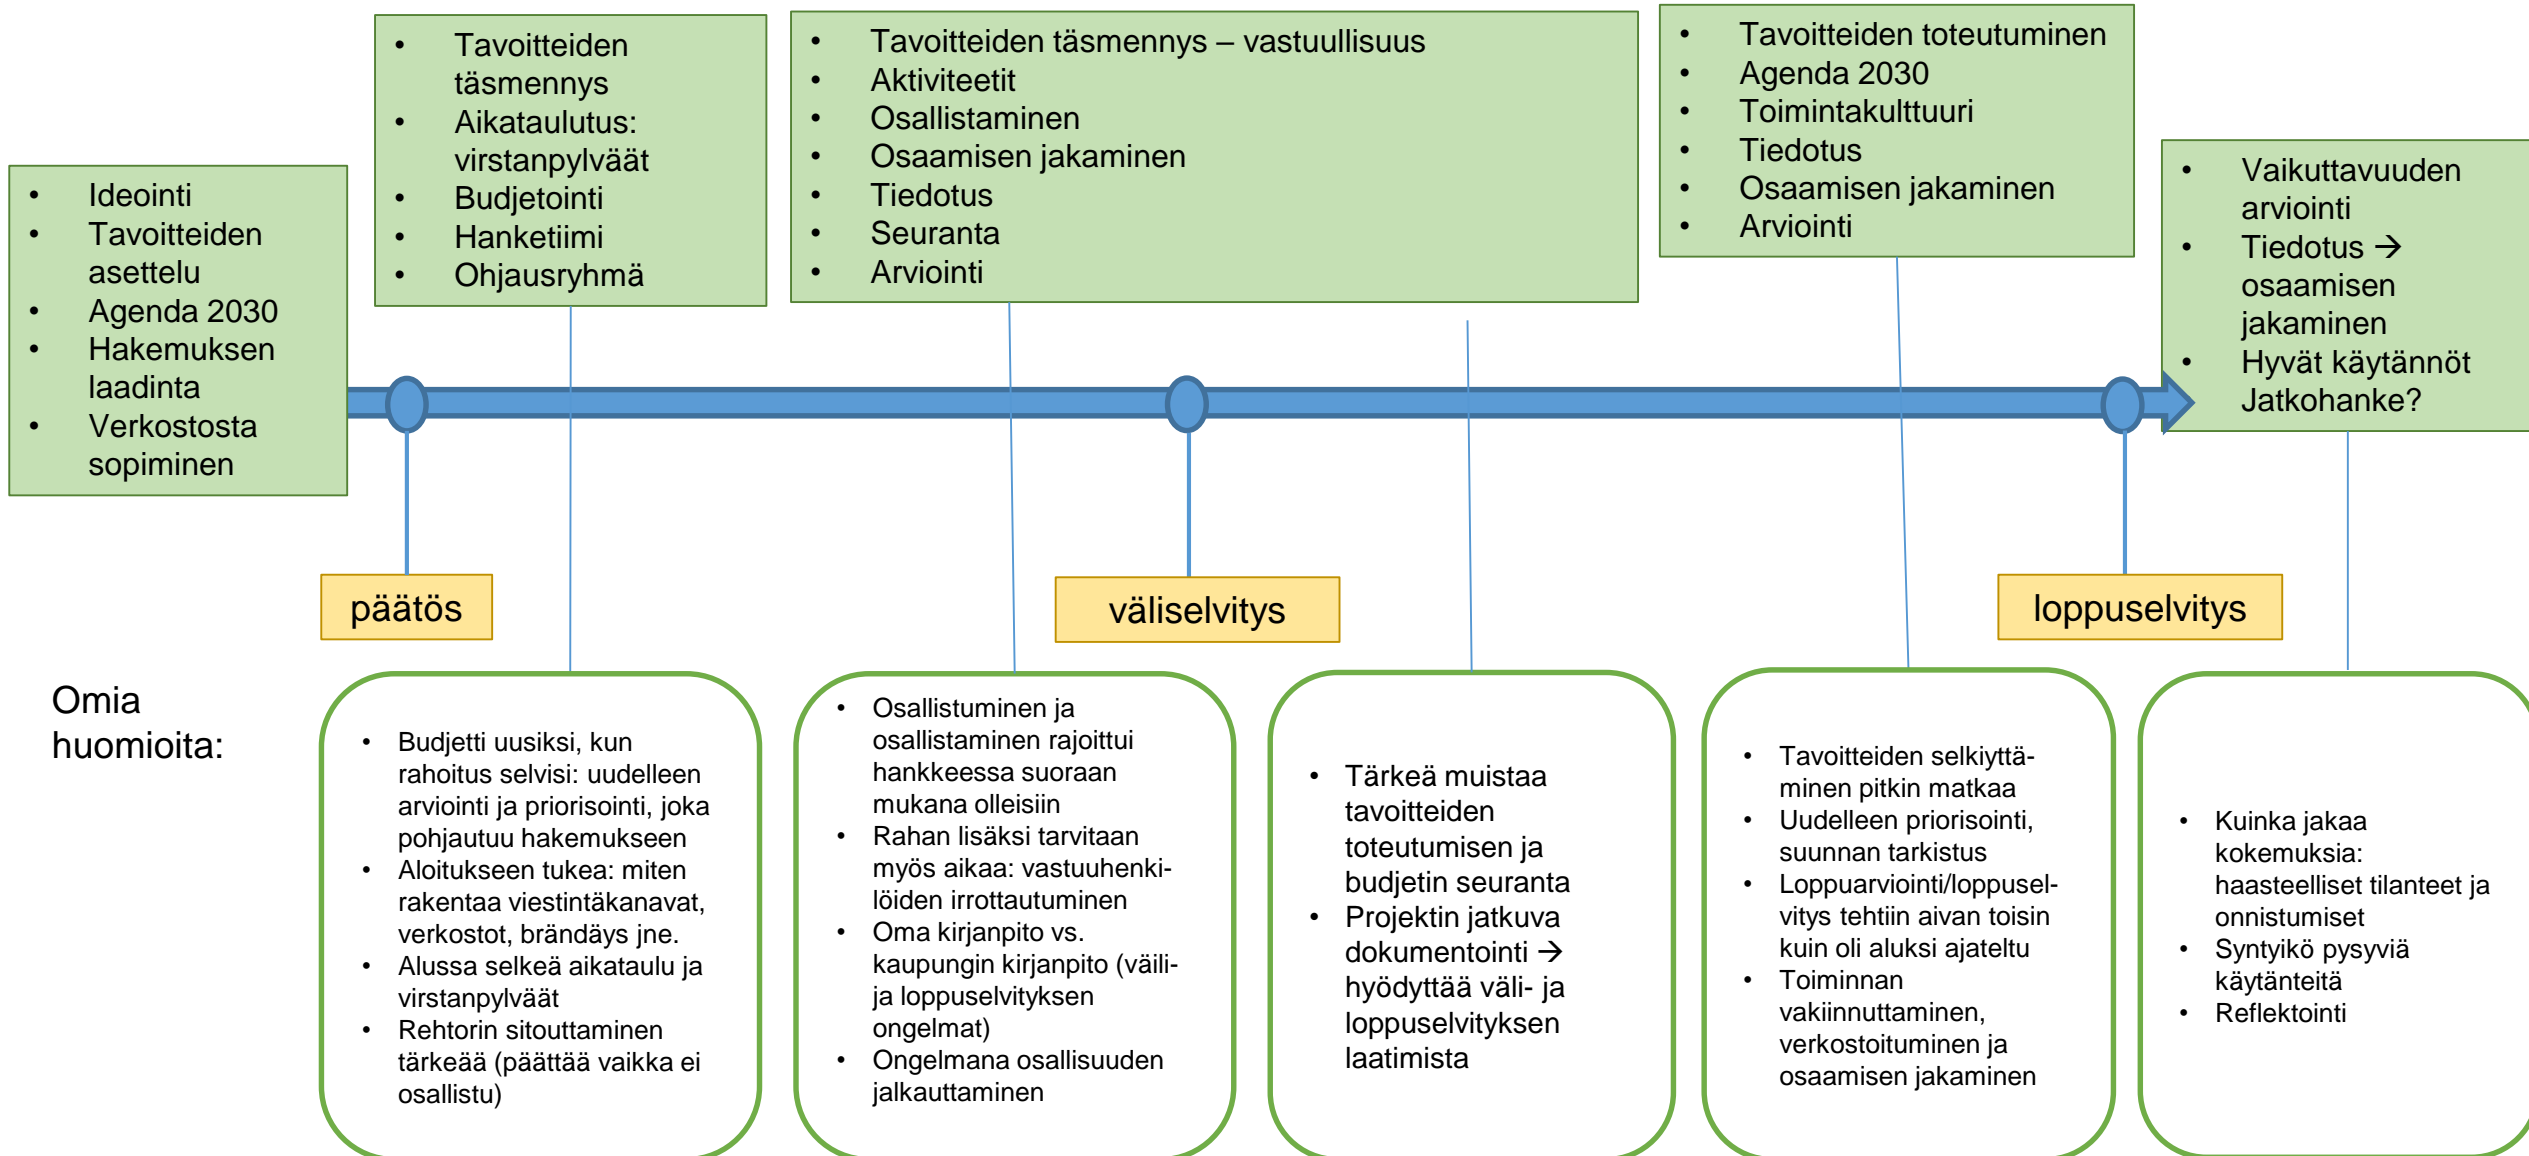 • Ideointi
• Tavoitteiden
asettelu
• Agenda 2030
• Hakemuksen
laadinta
• Verkostosta
sopiminen
• Tavoitteiden
täsmennys
• Aikataulutus:
virstanpylväät
• Budjetointi
• Hanketiimi
• Ohjausryhmä
• Tavoitteiden täsmennys – vastuullisuus
• Aktiviteetit
• Osallistaminen
• Osaamisen jakaminen
• Tiedotus
• Seuranta
• Arviointi
• Tavoitteiden toteutuminen
• Agenda 2030
• Toimintakulttuuri
• Tiedotus
• Osaamisen jakaminen
• Arviointi
• Vaikuttavuuden
arviointi
• Tiedotus →
osaamisen
jakaminen
• Hyvät käytännöt
Jatkohanke?
päätös
väliselvitys
loppuselvitys
Omia
huomioita:
• Budjetti uusiksi, kun
rahoitus selvisi: uudelleen
arviointi ja priorisointi, joka
pohjautuu hakemukseen
• Aloitukseen tukea: miten
rakentaa viestintäkanavat,
verkostot, brändäys jne.
• Alussa selkeä aikataulu ja
virstanpylväät
• Rehtorin sitouttaminen
tärkeää (päättää vaikka ei
osallistu)
• Osallistuminen ja
osallistaminen rajoittui
hankkeessa suoraan
mukana olleisiin
• Rahan lisäksi tarvitaan
myös aikaa: vastuuhenki-
löiden irrottautuminen
• Oma kirjanpito vs.
kaupungin kirjanpito (väili-
ja loppuselvityksen
ongelmat)
• Ongelmana osallisuuden
jalkauttaminen
• Tärkeä muistaa
tavoitteiden
toteutumisen ja
budjetin seuranta
• Projektin jatkuva
dokumentointi →
hyödyttää väli- ja
loppuselvityksen
laatimista
• Tavoitteiden selkiyttä-
minen pitkin matkaa
• Uudelleen priorisointi,
suunnan tarkistus
• Loppuarviointi/loppusel-
vitys tehtiin aivan toisin
kuin oli aluksi ajateltu
• Toiminnan
vakiinnuttaminen,
verkostoituminen ja
osaamisen jakaminen
• Kuinka jakaa
kokemuksia:
haasteelliset tilanteet ja
onnistumiset
• Syntyikö pysyviä
käytänteitä
• Reflektointi